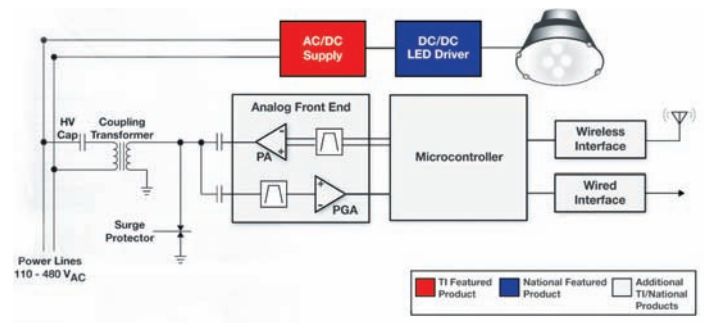 AC/DC
Supply
DC/DC
LED Driver
HV
Cap
Coupling
Transformer
Analog Front End
PA
PGA
Microcontroller
Wireless
Interface
Wired
Interface
Surge
Protector
Power Lines
110 - 480 VAC
TI Featured
Product
National Featured
Product
Additional
TI/National
Products